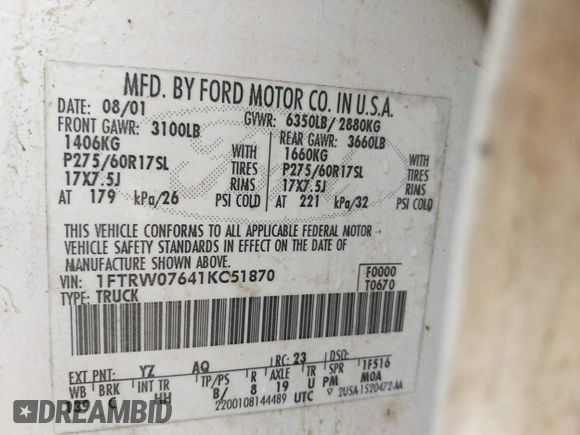 MFD. BY FORD MOTOR CO. IN U.S.A.
DATE: 08/01 GVWR: 6350LB/ 2880KG
FRONT GAWR: 3100LB REAR GAWR: 3660LB
1406KG WITH 1660KG WITH
P275/60R17SL TIRES P275/60R17SL TIRES
17X7.5J RIMS 17X7.5J RIMS
AT 179 kPa/26 PSI COLD AT 221 kPa/32 PSI COLD
THIS VEHICLE CONFORMS TO ALL APPLICABLE FEDERAL MOTOR
VEHICLE SAFETY STANDARDS IN EFFECT ON THE DATE OF
MANUFACTURE SHOWN ABOVE.
VIN: 1FTRW07641KC51870 F0000
TYPE: TRUCK T0670
EXT PNT: YZ AQ RC: 23 DSO:
WB BRK INT TR TP/PS R AXLE TR SPR 1F516
139 HH B/ 8 19 U PM MOA
2200108144489 UTC ▽ 2USA-1520472-AA
RIDEAMBID